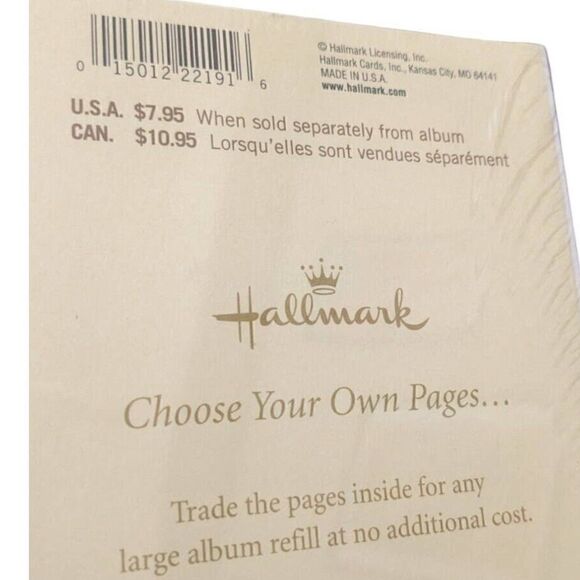 0 15012 22191 6
© Hallmark Licensing, Inc.
Hallmark Cards, Inc., Kansas City, MO 64141
MADE IN U.S.A.
www.hallmark.com
U.S.A. $7.95 When sold separately from album
CAN. $10.95 Lorsqu'elles sont vendues séparément
Hallmark
Choose Your Own Pages...
Trade the pages inside for any
large album refill at no additional cost.